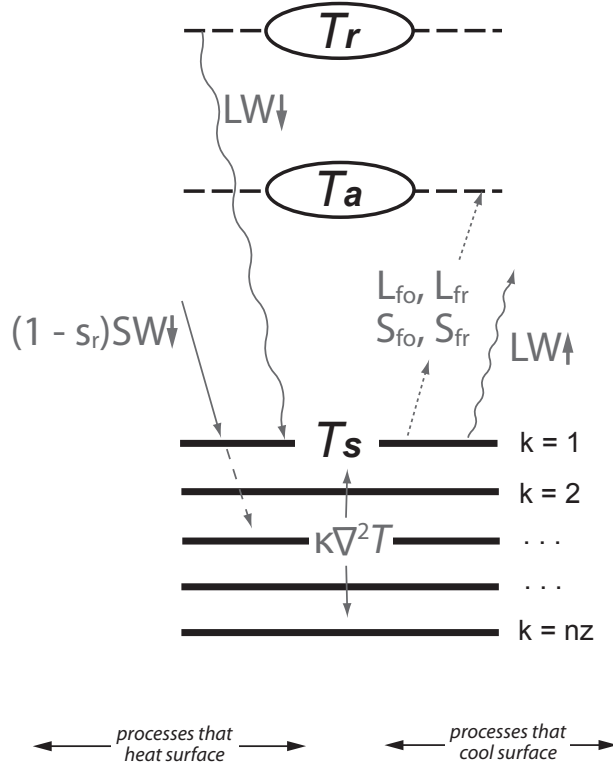 Tr
LW↓
Ta
Lfo, Lfr
(1 - sr)SW↓
Sfo, Sfr
LW↑
Ts
k = 1
k = 2
κ∇²T
. . .
. . .
k = nz
processes that
heat surface
processes that
cool surface